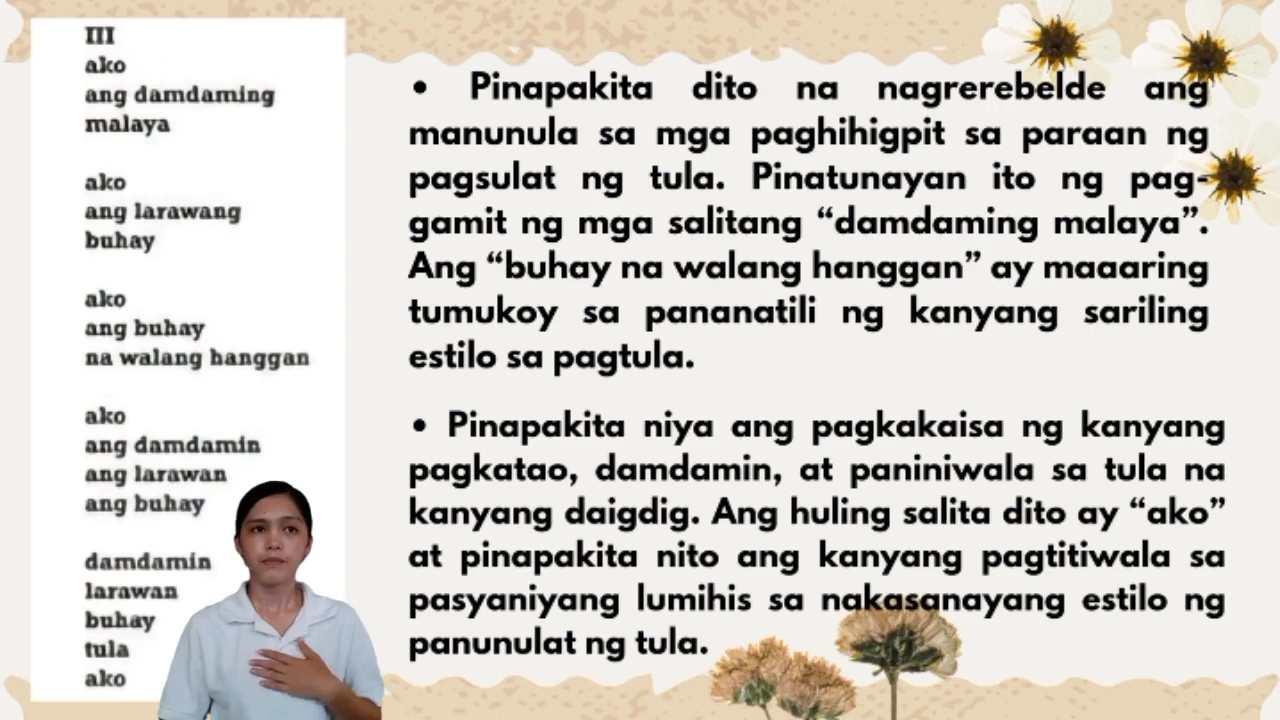 III
ako
ang damdaming
malaya
ako
ang larawang
buhay
ako
ang buhay
na walang hanggan
ako
ang damdamin
ang larawan
ang buhay
damdamin
larawan
buhay
tula
ako
• Pinapakita dito na nagrerebelde ang
manunula sa mga paghihigpit sa paraan ng
pagsulat ng tula. Pinatunayan ito ng pag-
gamit ng mga salitang “damdaming malaya”.
Ang “buhay na walang hanggan” ay maaaring
tumukoy sa pananatili ng kanyang sariling
estilo sa pagtula.
• Pinapakita niya ang pagkakaisa ng kanyang
pagkatao, damdamin, at paniniwala sa tula na
kanyang daigdig. Ang huling salita dito ay “ako”
at pinapakita nito ang kanyang pagtitiwala sa
pasyaniyang lumihis sa nakasanayang estilo ng
panunulat ng tula.